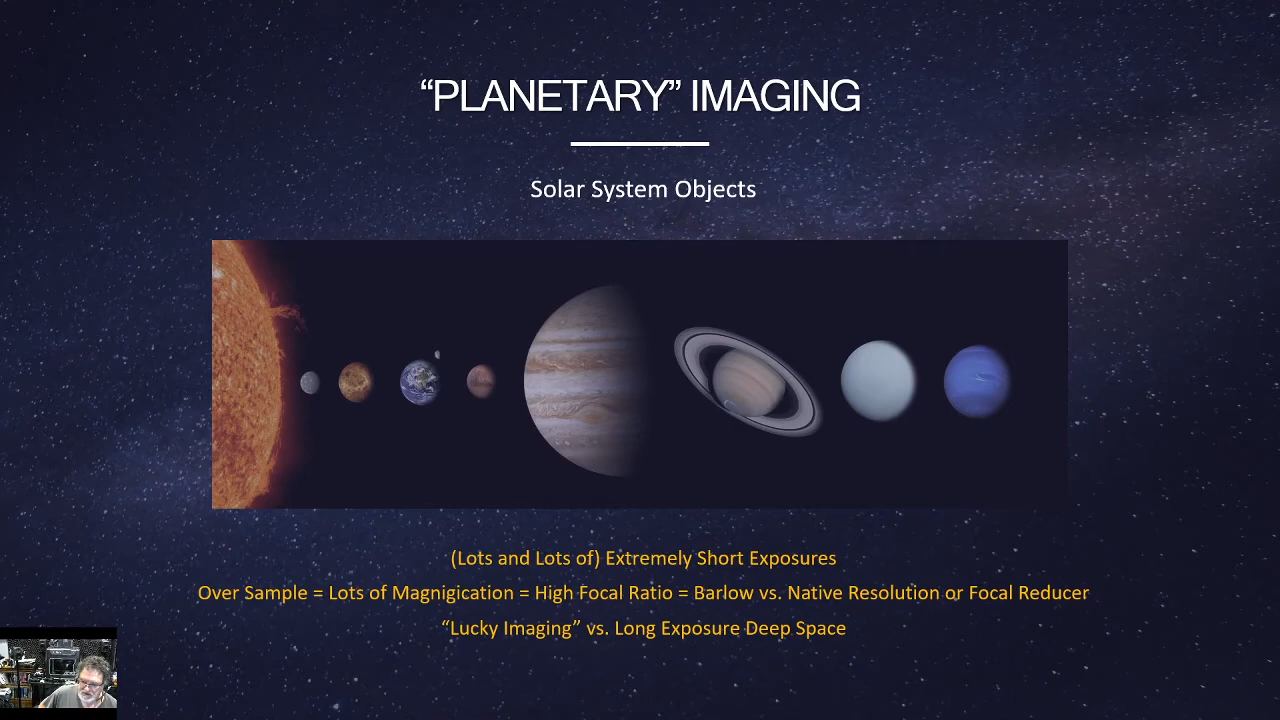 “PLANETARY” IMAGING
Solar System Objects
(Lots and Lots of) Extremely Short Exposures
Over Sample = Lots of Magnigication = High Focal Ratio = Barlow vs. Native Resolution or Focal Reducer
“Lucky Imaging” vs. Long Exposure Deep Space